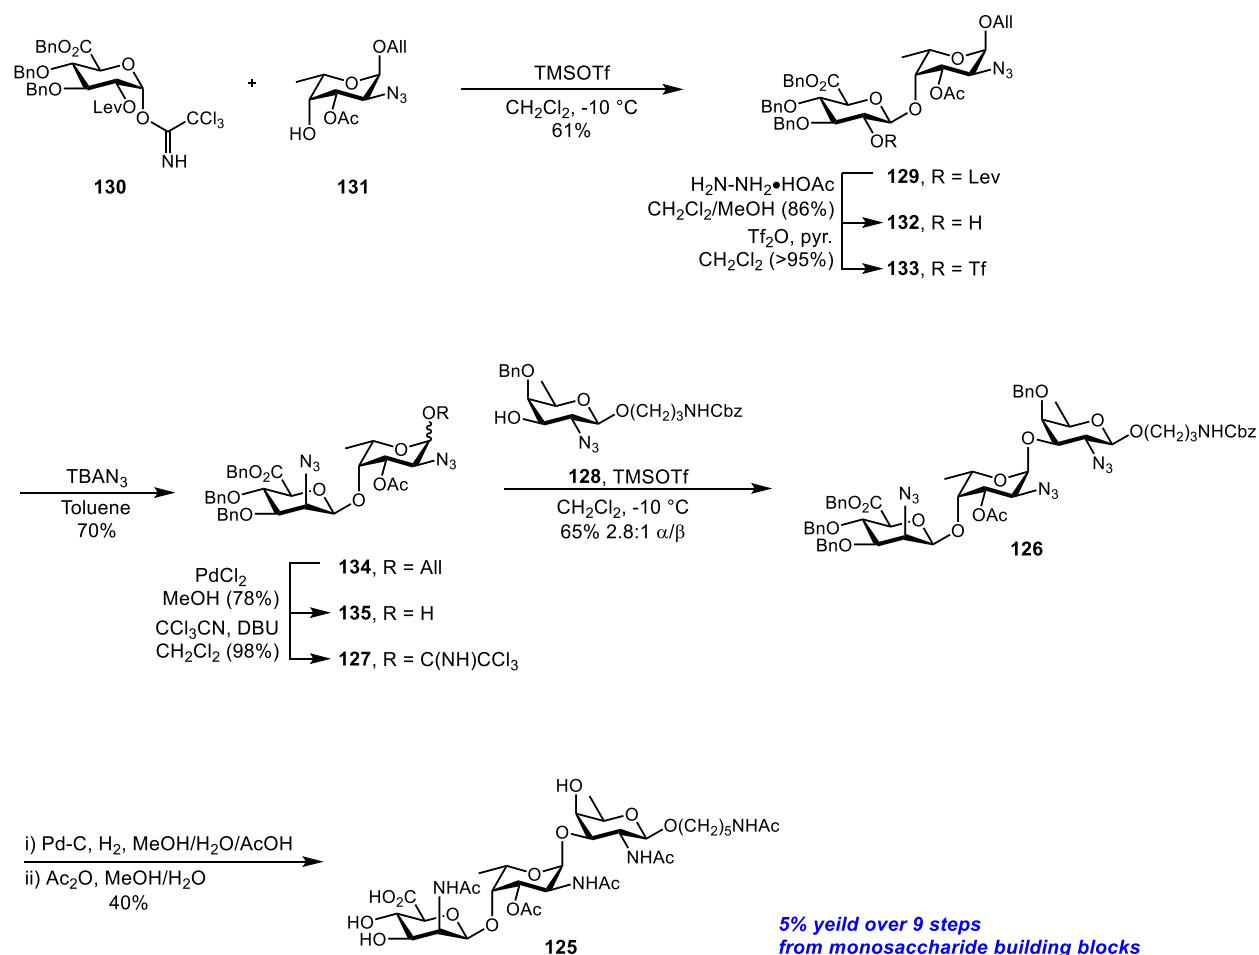 BnO₂C
BnO
BnO
LevO
O
O
CCl₃
NH
130
+
OAll
O
N₃
OAc
HO
131
TMSOTf
CH₂Cl₂, -10 °C
61%
OAll
O
N₃
OAc
BnO₂C
BnO
BnO
O
O
OR
129, R = Lev
H₂N-NH₂•HOAc
CH₂Cl₂/MeOH (86%)
132, R = H
Tf₂O, pyr.
CH₂Cl₂ (>95%)
133, R = Tf
TBAN₃
Toluene
70%
OR
O
N₃
OAc
N₃
BnO₂C
BnO
BnO
O
O
134, R = All
PdCl₂
MeOH (78%)
135, R = H
CCl₃CN, DBU
CH₂Cl₂ (98%)
127, R = C(NH)CCl₃
BnO
O
HO
O(CH₂)₃NHCbz
N₃
128, TMSOTf
CH₂Cl₂, -10 °C
65% 2.8:1 α/β
BnO
O
O(CH₂)₃NHCbz
O
N₃
O
N₃
OAc
N₃
BnO₂C
BnO
BnO
O
O
126
i) Pd-C, H₂, MeOH/H₂O/AcOH
ii) Ac₂O, MeOH/H₂O
40%
HO
O
O(CH₂)₅NHAc
O
NHAc
O
NHAc
OAc
NHAc
HO₂C
HO
HO
O
O
125
5% yeild over 9 steps
from monosaccharide building blocks